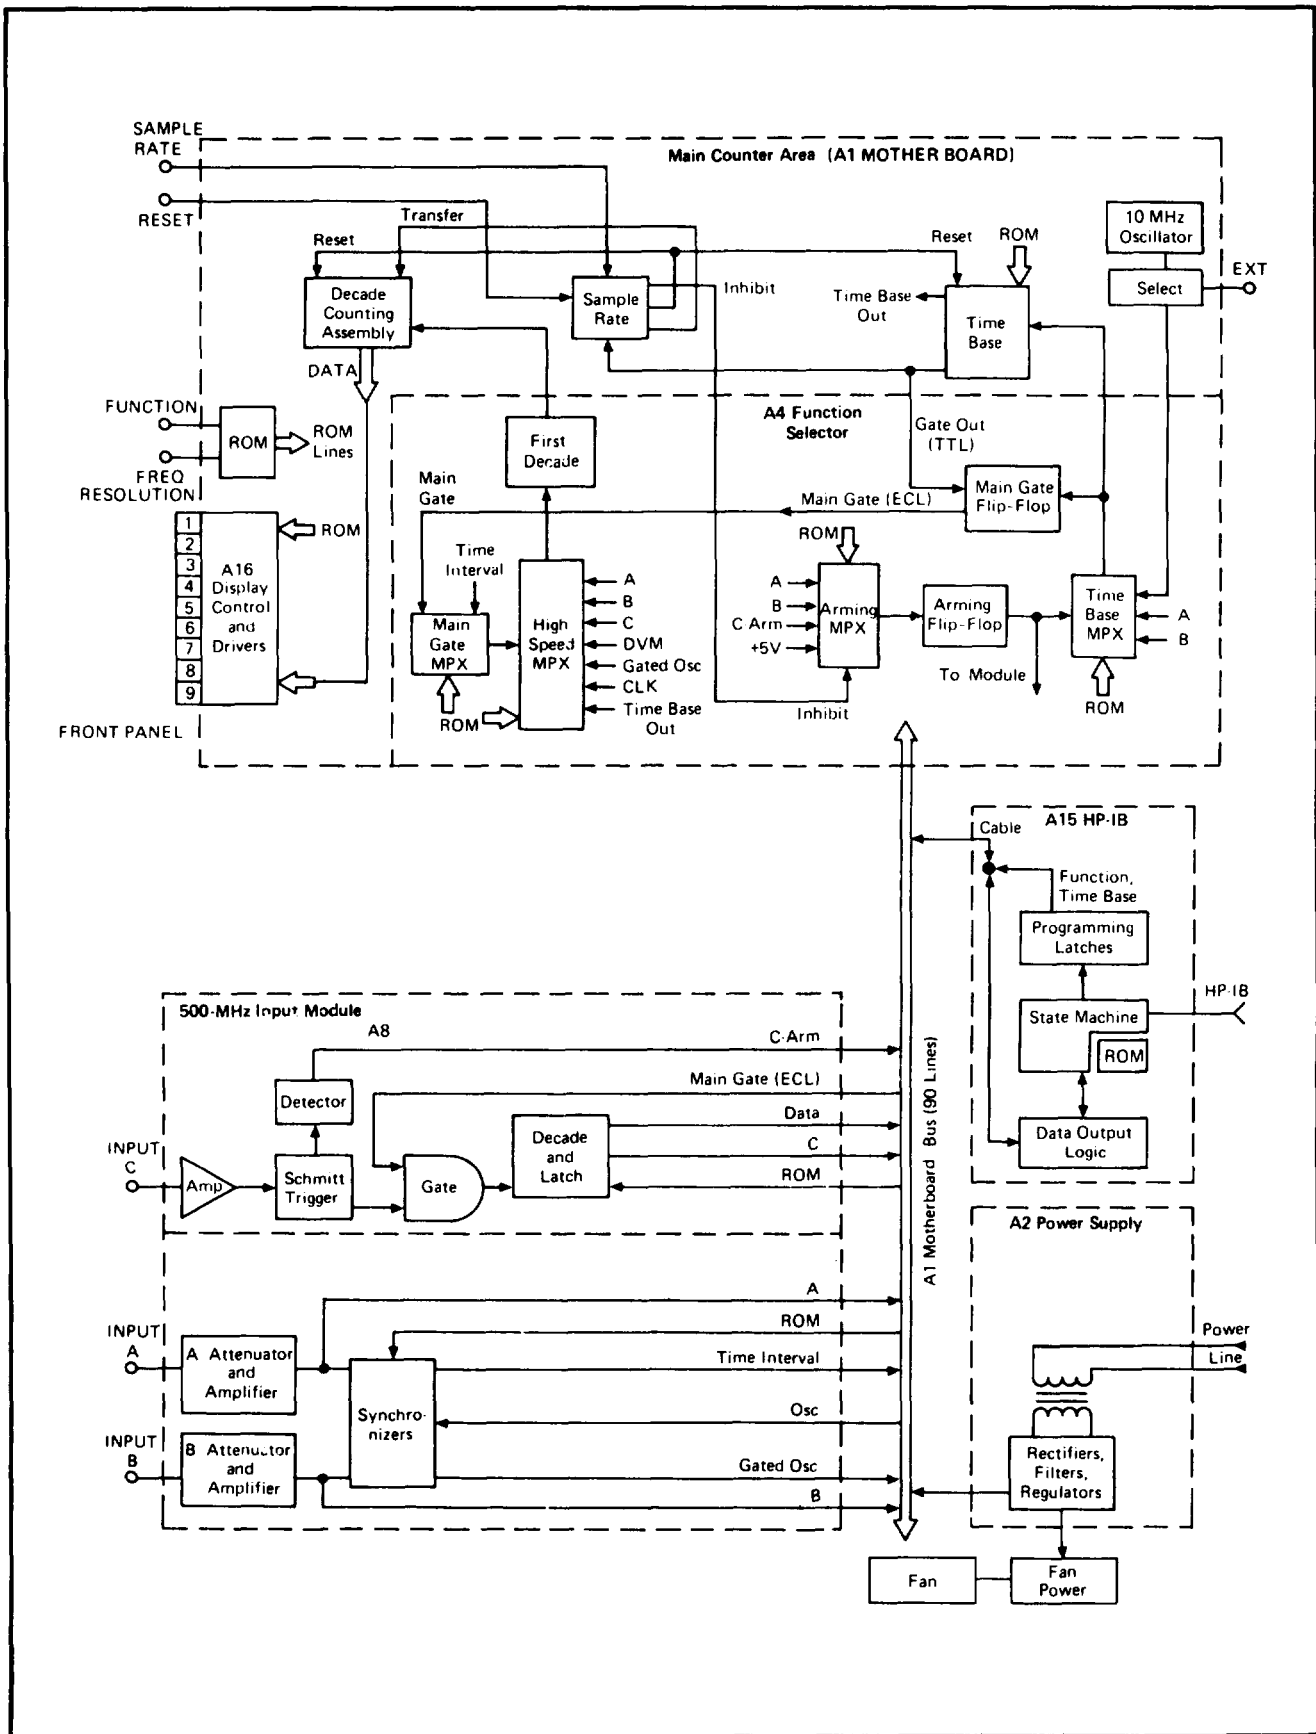 SAMPLE
RATE
RESET
Main Counter Area (A1 MOTHER BOARD)
Transfer
Reset
Reset
ROM
10 MHz
Oscillator
EXT
Select
Decade
Counting
Assembly
Sample
Rate
Inhibit
Time Base
Out
Time
Base
DATA
FUNCTION
ROM
ROM
Lines
FREQ
RESOLUTION
A4 Function
Selector
First
Decade
Gate Out
(TTL)
Main
Gate
Main Gate (ECL)
Main Gate
Flip-Flop
1
2
3
4
5
6
7
8
9
ROM
A16
Display
Control
and
Drivers
FRONT PANEL
Time
Interval
Main
Gate
MPX
High
Speed
MPX
A
B
C
DVM
Gated Osc
CLK
Time Base
Out
ROM
ROM
A
B
C Arm
+5V
Arming
MPX
Inhibit
Arming
Flip-Flop
To Module
Time
Base
MPX
A
B
ROM
A15 HP-IB
Cable
Function,
Time Base
Programming
Latches
State Machine
ROM
HP-IB
Data Output
Logic
A1 Motherboard Bus (90 Lines)
500-MHz Input Module
A8
C-Arm
Main Gate (ECL)
Data
C
ROM
Detector
INPUT
C
Amp
Schmitt
Trigger
Gate
Decade
and
Latch
A
ROM
Time Interval
Osc
Gated Osc
B
INPUT
A
A Attenuator
and
Amplifier
Synchro-
nizers
INPUT
B
B Attenuator
and
Amplifier
A2 Power Supply
Power
Line
Rectifiers,
Filters,
Regulators
Fan
Fan
Power